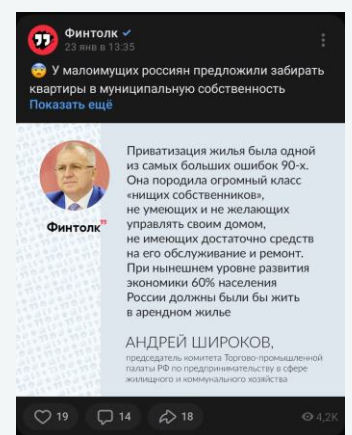 Финтолк
23 янв в 13:35
😨 У малоимущих россиян предложили забирать
квартиры в муниципальную собственность
Показать ещё
Приватизация жилья была одной
из самых больших ошибок 90-х.
Она породила огромный класс
«нищих собственников»,
не умеющих и не желающих
управлять своим домом,
не имеющих достаточно средств
на его обслуживание и ремонт.
При нынешнем уровне развития
экономики 60% населения
России должны были бы жить
в арендном жилье
Финтолк
АНДРЕЙ ШИРОКОВ,
председатель комитета Торгово-промышленной
палаты РФ по предпринимательству в сфере
жилищного и коммунального хозяйства
19 14 18 4,2K